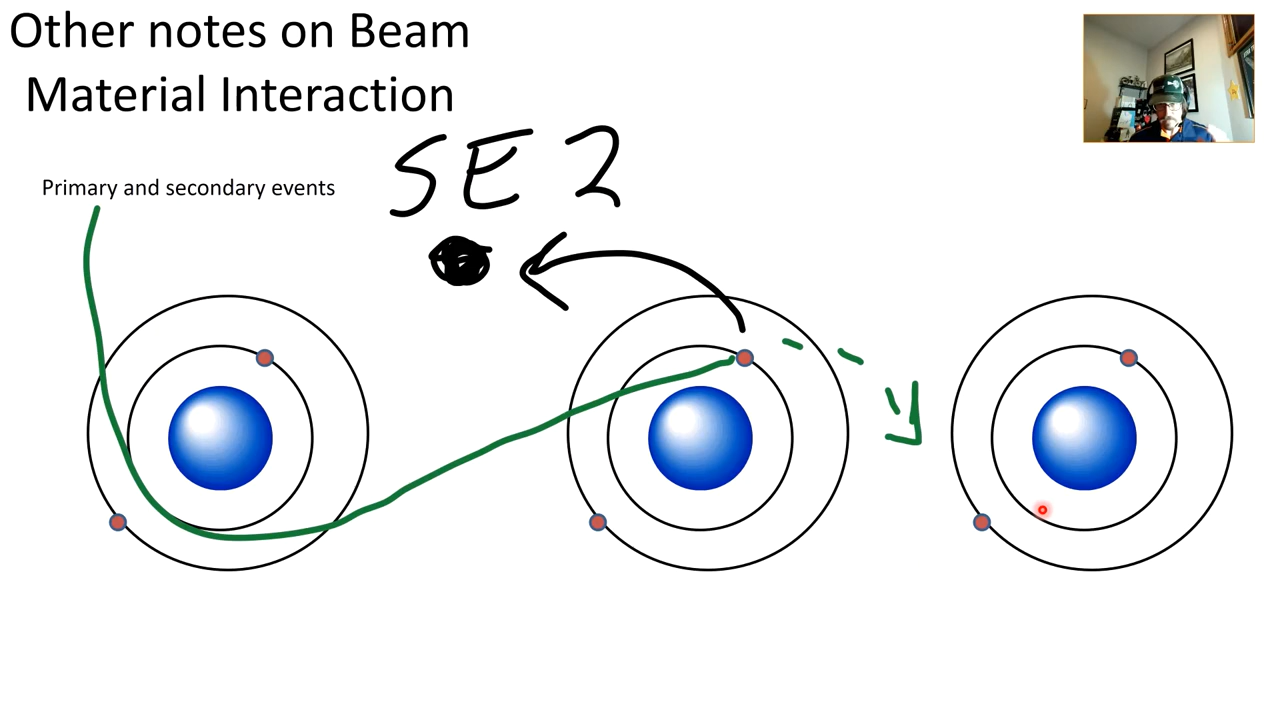 Other notes on Beam
Material Interaction
SE2
Primary and secondary events